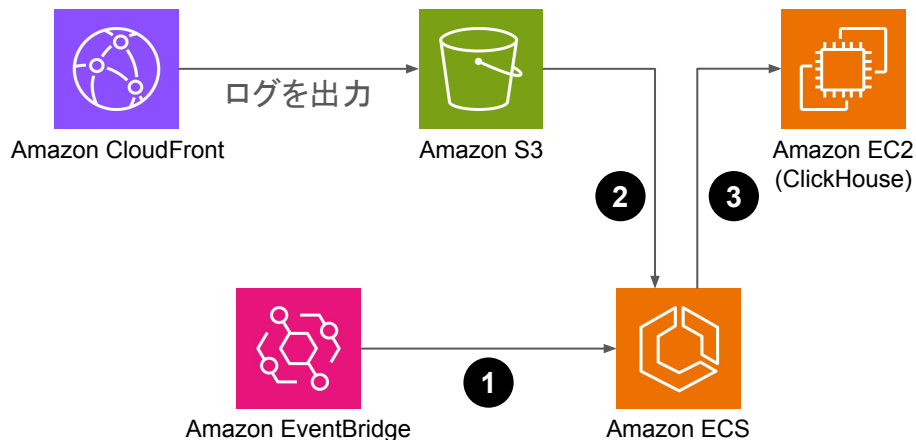 ログを出力
Amazon CloudFront
Amazon S3
Amazon EC2
(ClickHouse)
2
3
1
Amazon EventBridge
Amazon ECS